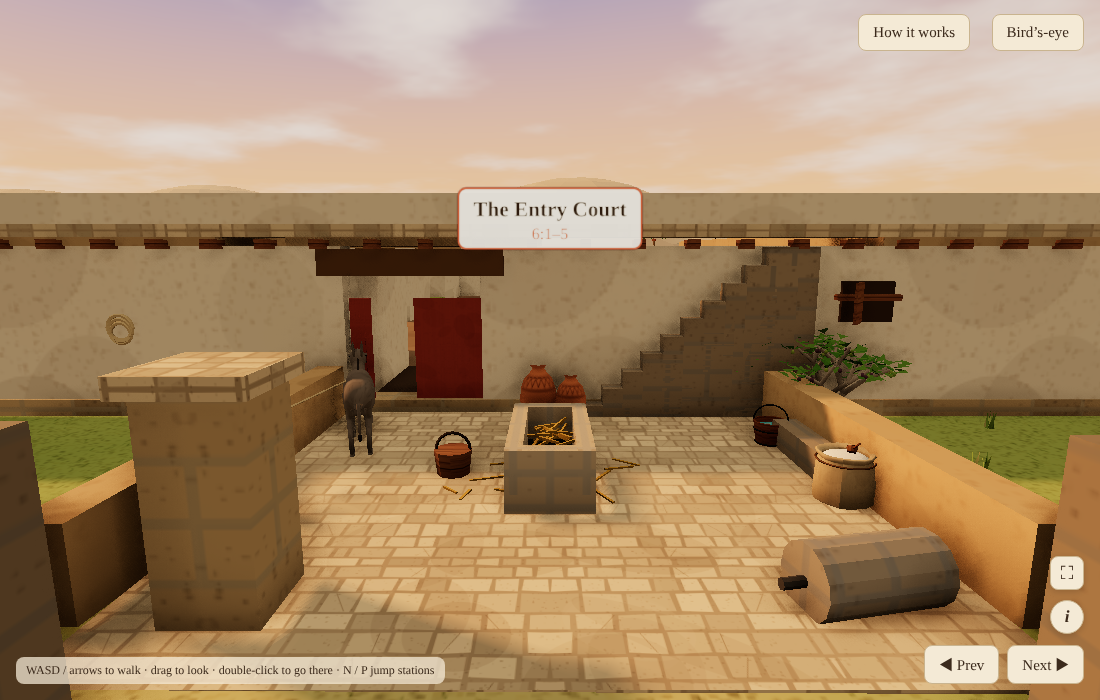 How it works
Bird’s-eye
The Entry Court
6:1–5
WASD / arrows to walk · drag to look · double-click to go there · N / P jump stations
i
◀ Prev
Next ▶